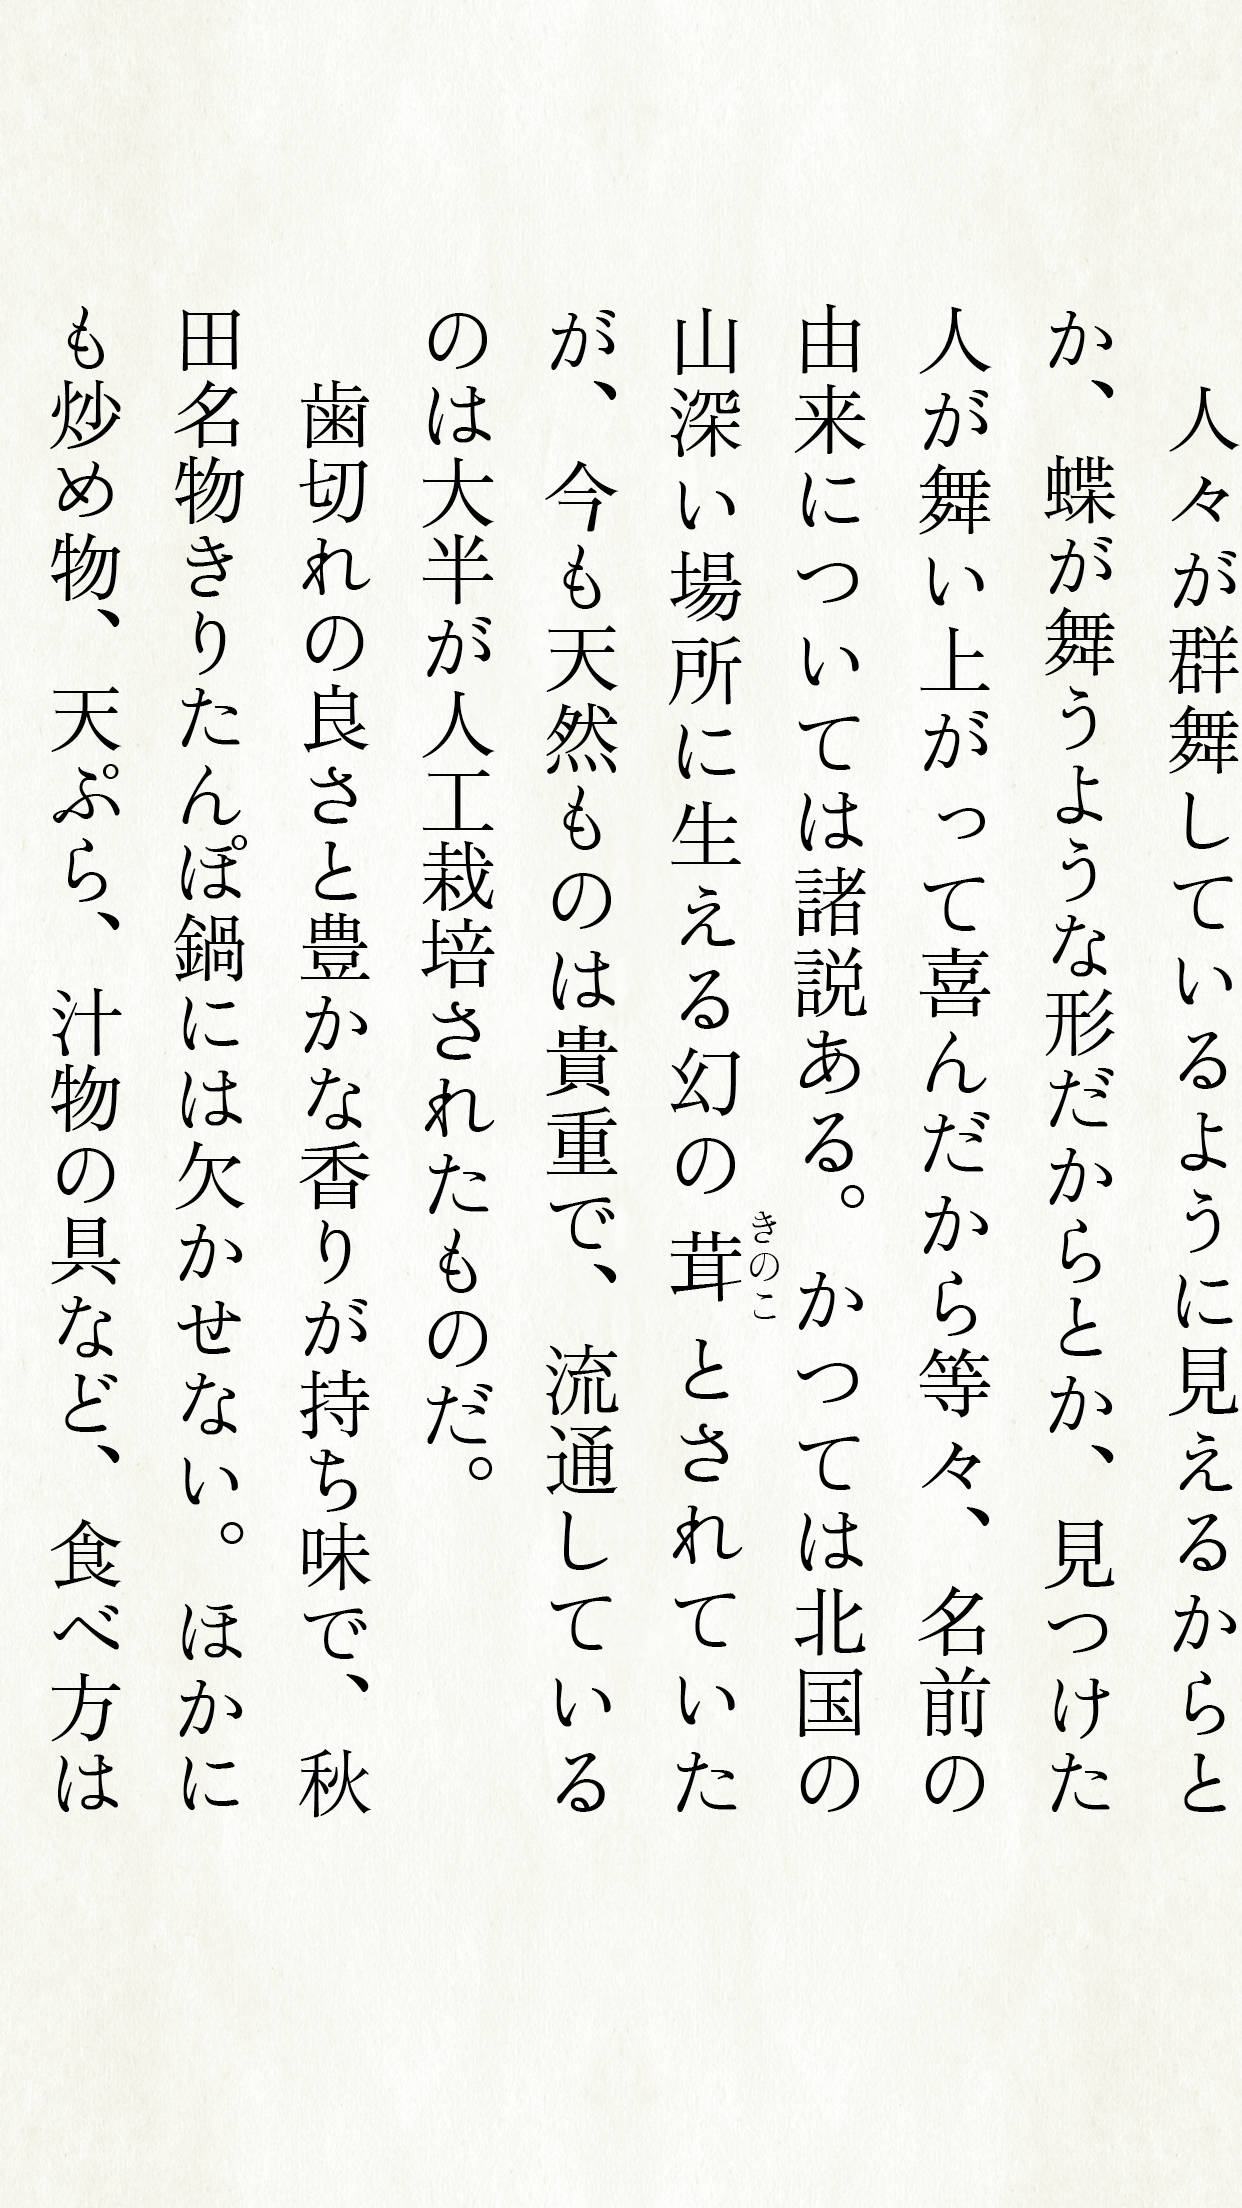 人々が群舞しているように見えるからと
か、蝶が舞うような形だからとか、見つけた
人が舞い上がって喜んだから等々、名前の
由来については諸説ある。かつては北国の
山深い場所に生える幻の茸とされていた
きのこ
が、今も天然ものは貴重で、流通している
のは大半が人工栽培されたものだ。
歯切れの良さと豊かな香りが持ち味で、秋
田名物きりたんぽ鍋には欠かせない。ほかに
も炒め物、天ぷら、汁物の具など、食べ方は